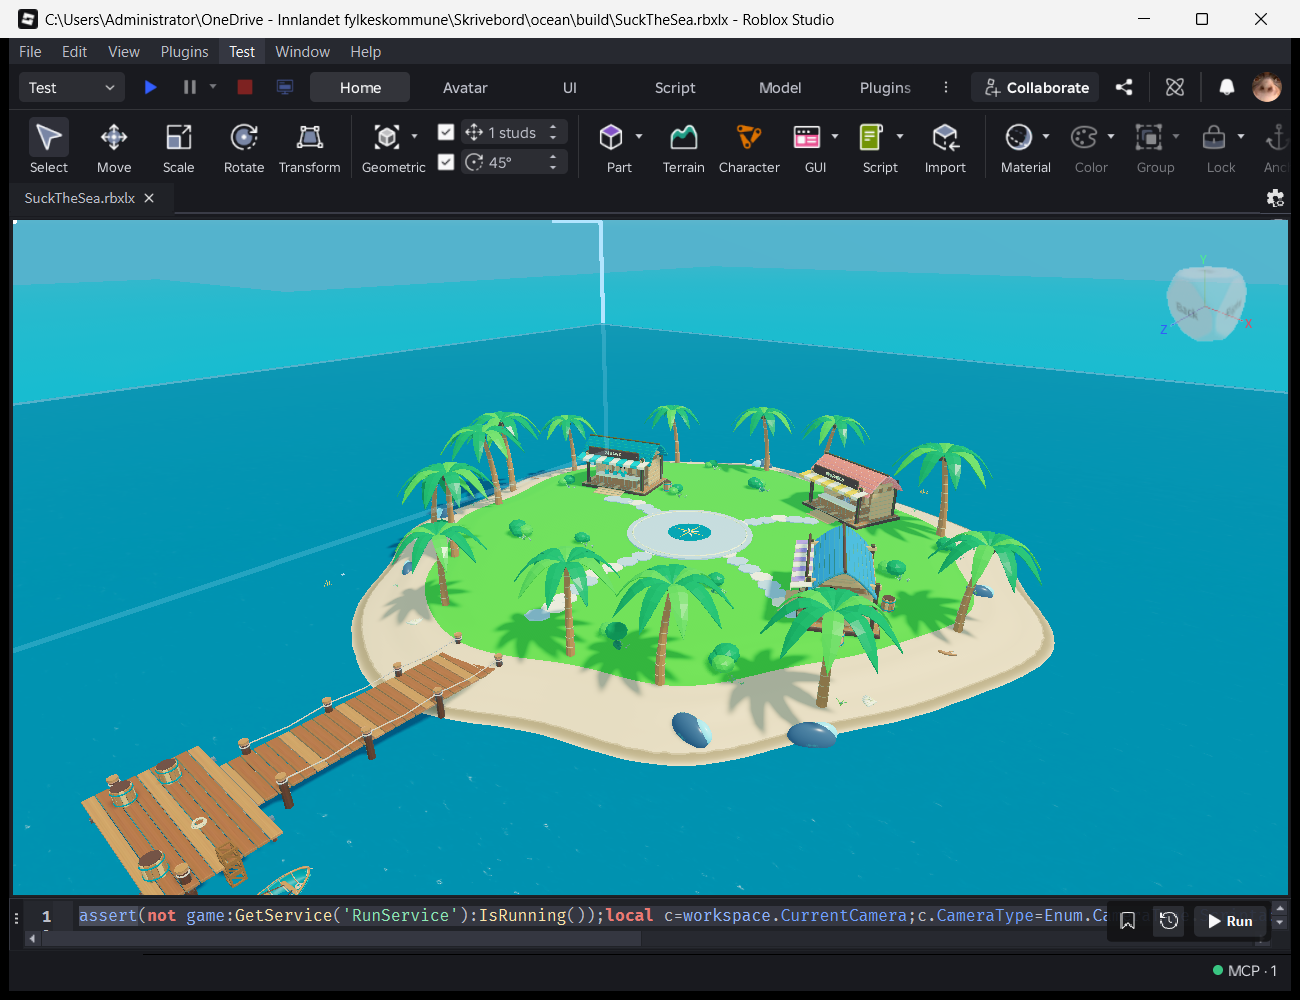 C:\Users\Administrator\OneDrive - Innlandet fylkeskommune\Skrivebord\ocean\build\SuckTheSea.rbxlx - Roblox Studio
File Edit View Plugins Test Window Help
Test Home Avatar UI Script Model Plugins Collaborate
1 studs
45°
Select Move Scale Rotate Transform Geometric Part Terrain Character GUI Script Import Material Color Group Lock Anc
SuckTheSea.rbxlx
Y
Back
Z X
1 assert(not game:GetService('RunService'):IsRunning());local c=workspace.CurrentCamera;c.CameraType=Enum.Ca
Run
MCP · 1